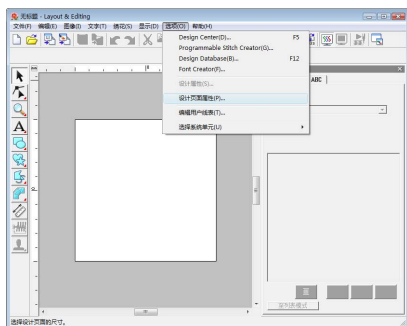 无标题 - Layout & Editing
文件(F) 编辑(E) 图像(I) 文字(T) 绣花(S) 显示(D) 选项(O) 帮助(H)
Design Center(D)... F5
Programmable Stitch Creator(G)...
Design Database(B)... F12
Font Creator(F)...
设计属性(S)...
设计页面属性(P)...
编辑用户线表(T)...
选择系统单元(U)
ABC
选择设计页面的尺寸。